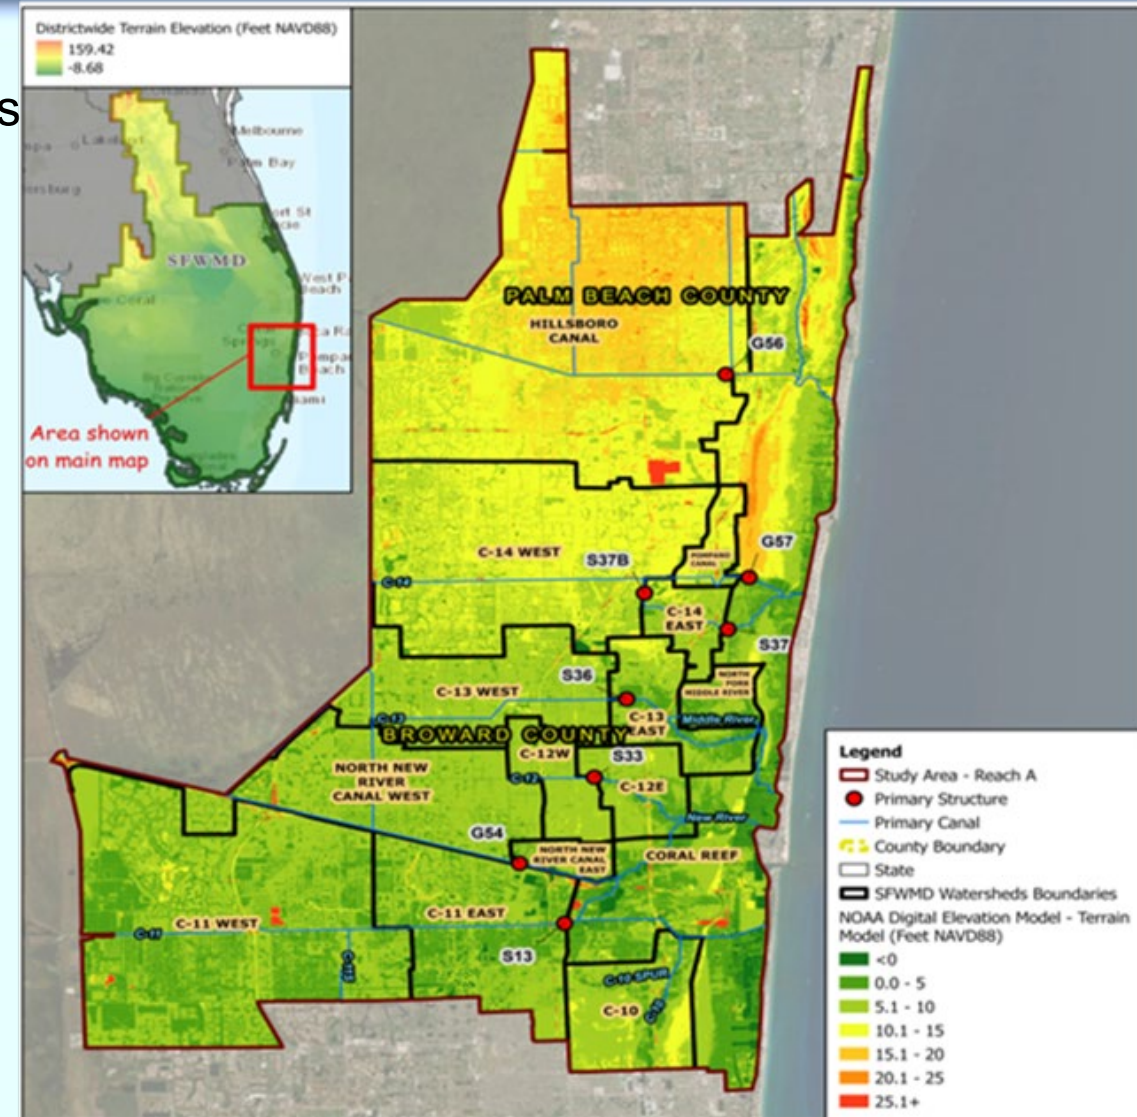 s
Districtwide Terrain Elevation (Feet NAVD88)
159.42
-8.68
Melbourne
Palm Bay
SFWMD
Area shown
on main map
PALM BEACH COUNTY
HILLSBORO
CANAL
G56
G57
C-14 WEST
S37B
POMPANO
CANAL
C-14
C-14
EAST
S37
S36
NORTH
FORK
MIDDLE RIVER
C-13 WEST
C-13
C-13
EAST
Middle River
BROWARD COUNTY
C-12W
S33
NORTH NEW
RIVER
CANAL WEST
C-12
C-12E
New River
G54
NORTH NEW
RIVER CANAL
EAST
CORAL REEF
C-11 WEST
C-11 EAST
C-11
S13
C-10 SPUR
C-10
C-10
Legend
Study Area - Reach A
Primary Structure
Primary Canal
County Boundary
State
SFWMD Watersheds Boundaries
NOAA Digital Elevation Model - Terrain
Model (Feet NAVD88)
<0
0.0 - 5
5.1 - 10
10.1 - 15
15.1 - 20
20.1 - 25
25.1+